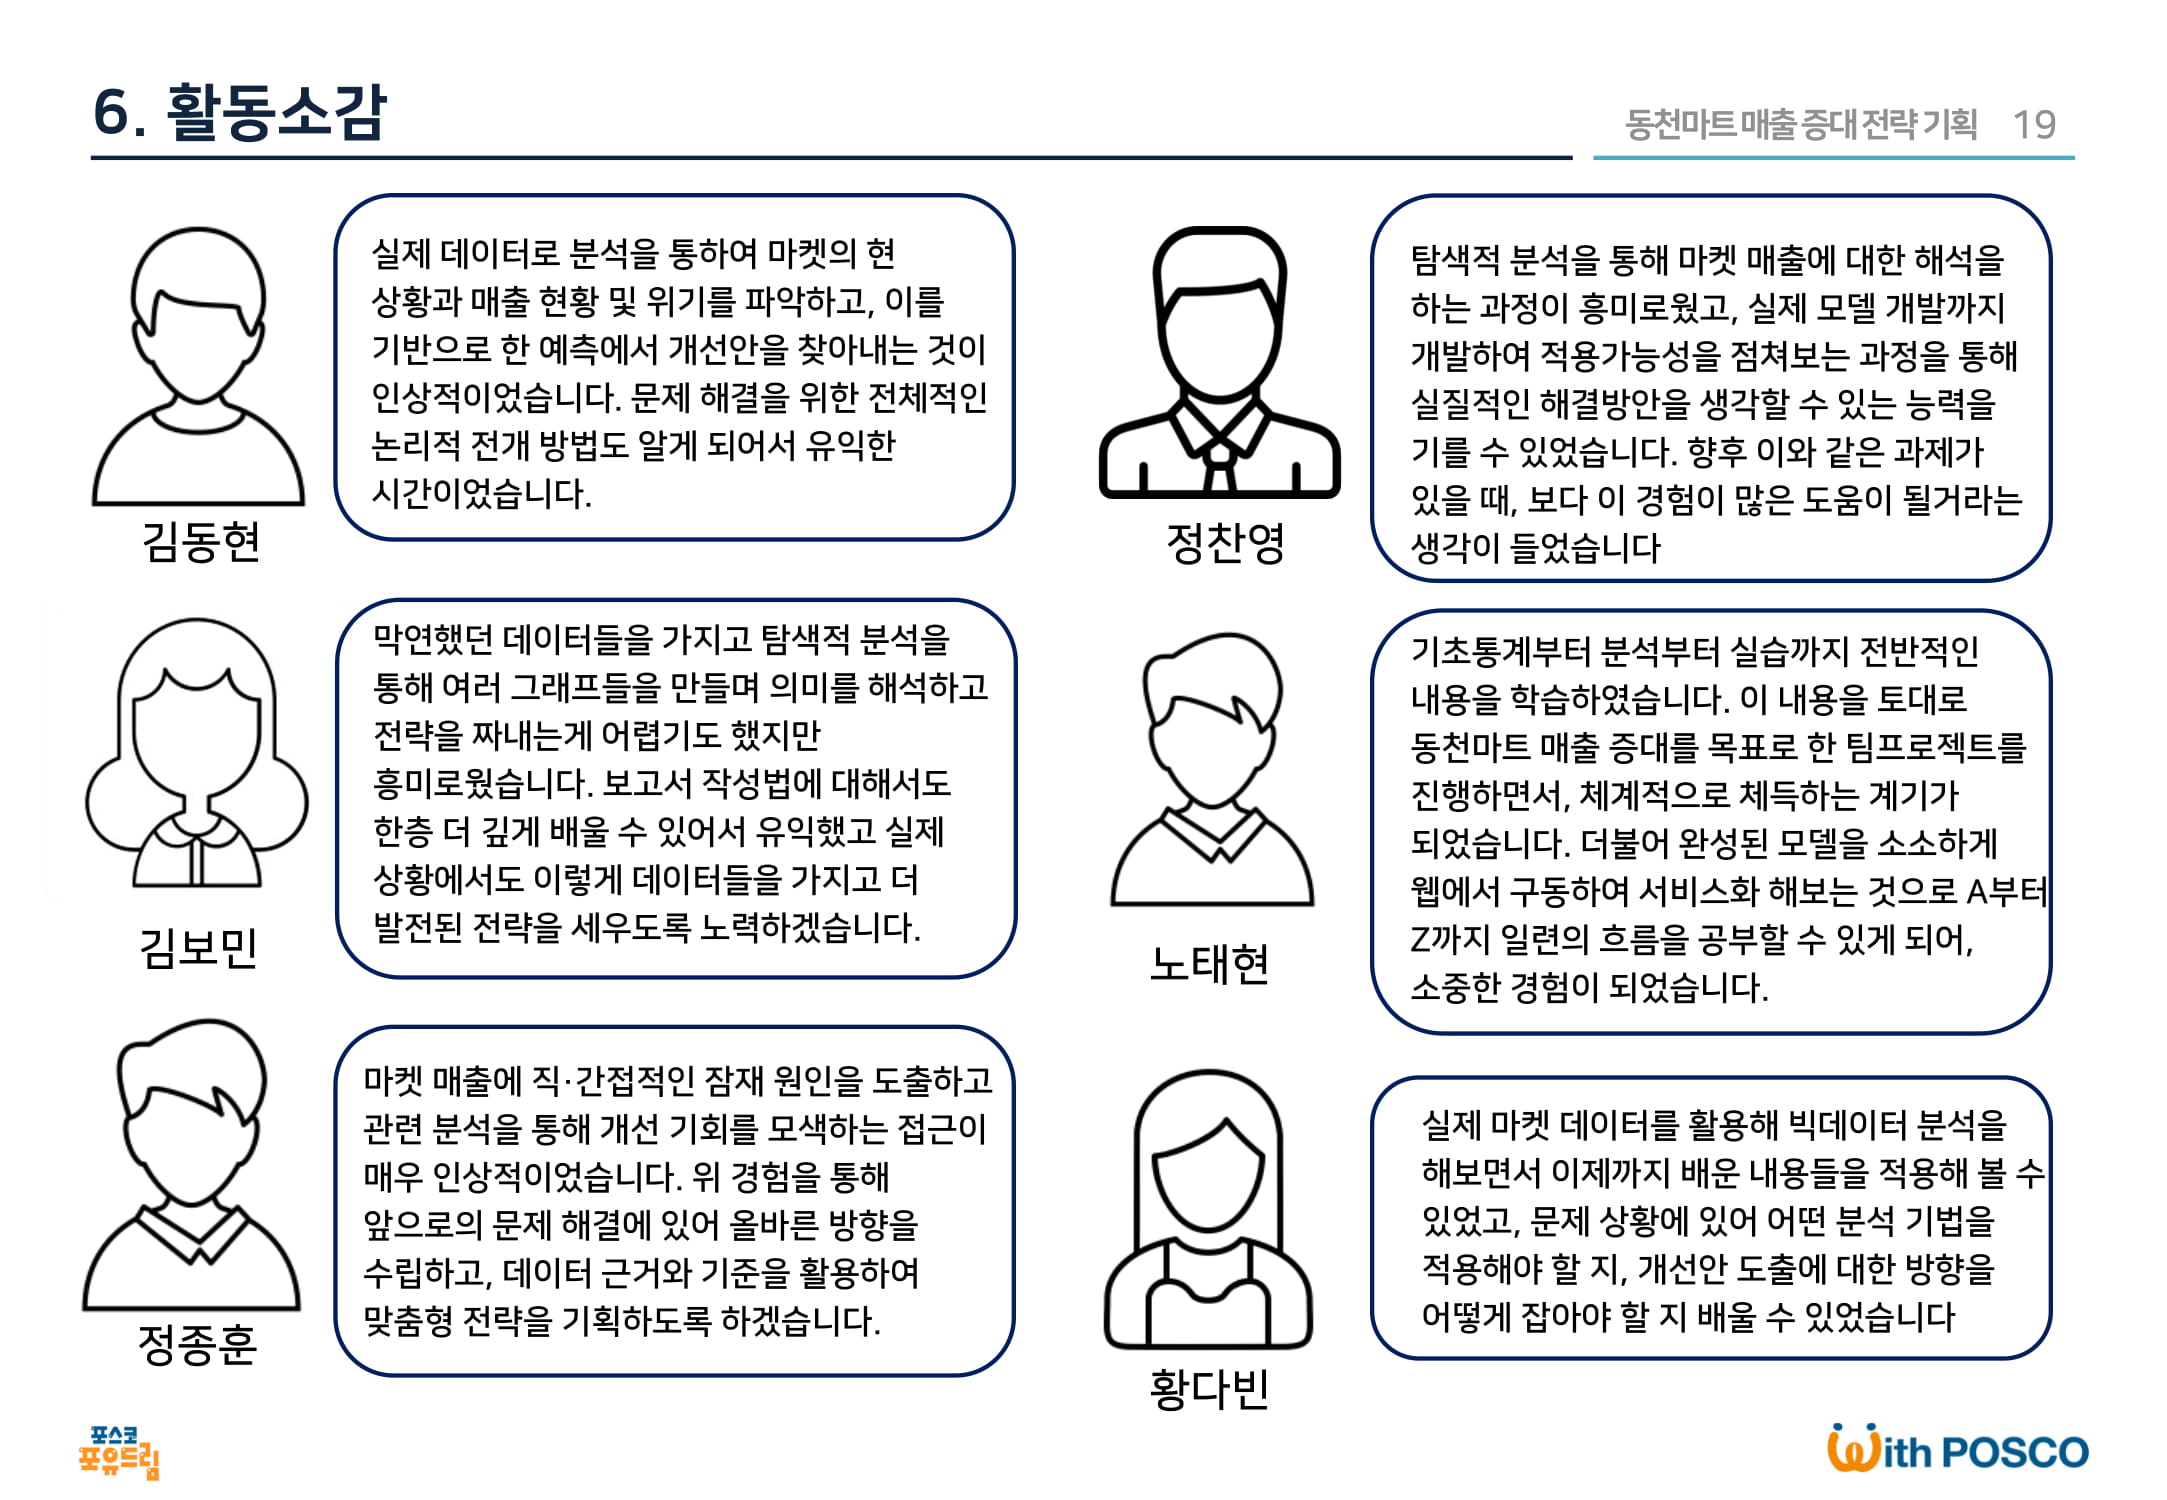 6. 활동소감
동천마트 매출 증대 전략 기획 19
실제 데이터로 분석을 통하여 마켓의 현
상황과 매출 현황 및 위기를 파악하고, 이를
기반으로 한 예측에서 개선안을 찾아내는 것이
인상적이었습니다. 문제 해결을 위한 전체적인
논리적 전개 방법도 알게 되어서 유익한
시간이었습니다.
김동현
탐색적 분석을 통해 마켓 매출에 대한 해석을
하는 과정이 흥미로웠고, 실제 모델 개발까지
개발하여 적용가능성을 점쳐보는 과정을 통해
실질적인 해결방안을 생각할 수 있는 능력을
기를 수 있었습니다. 향후 이와 같은 과제가
있을 때, 보다 이 경험이 많은 도움이 될거라는
생각이 들었습니다
정찬영
막연했던 데이터들을 가지고 탐색적 분석을
통해 여러 그래프들을 만들며 의미를 해석하고
전략을 짜내는게 어렵기도 했지만
흥미로웠습니다. 보고서 작성법에 대해서도
한층 더 깊게 배울 수 있어서 유익했고 실제
상황에서도 이렇게 데이터들을 가지고 더
발전된 전략을 세우도록 노력하겠습니다.
김보민
기초통계부터 분석부터 실습까지 전반적인
내용을 학습하였습니다. 이 내용을 토대로
동천마트 매출 증대를 목표로 한 팀프로젝트를
진행하면서, 체계적으로 체득하는 계기가
되었습니다. 더불어 완성된 모델을 소소하게
웹에서 구동하여 서비스화 해보는 것으로 A부터
Z까지 일련의 흐름을 공부할 수 있게 되어,
소중한 경험이 되었습니다.
노태현
마켓 매출에 직·간접적인 잠재 원인을 도출하고
관련 분석을 통해 개선 기회를 모색하는 접근이
매우 인상적이었습니다. 위 경험을 통해
앞으로의 문제 해결에 있어 올바른 방향을
수립하고, 데이터 근거와 기준을 활용하여
맞춤형 전략을 기획하도록 하겠습니다.
정종훈
실제 마켓 데이터를 활용해 빅데이터 분석을
해보면서 이제까지 배운 내용들을 적용해 볼 수
있었고, 문제 상황에 있어 어떤 분석 기법을
적용해야 할 지, 개선안 도출에 대한 방향을
어떻게 잡아야 할 지 배울 수 있었습니다
황다빈
포스코
포유드림
With POSCO